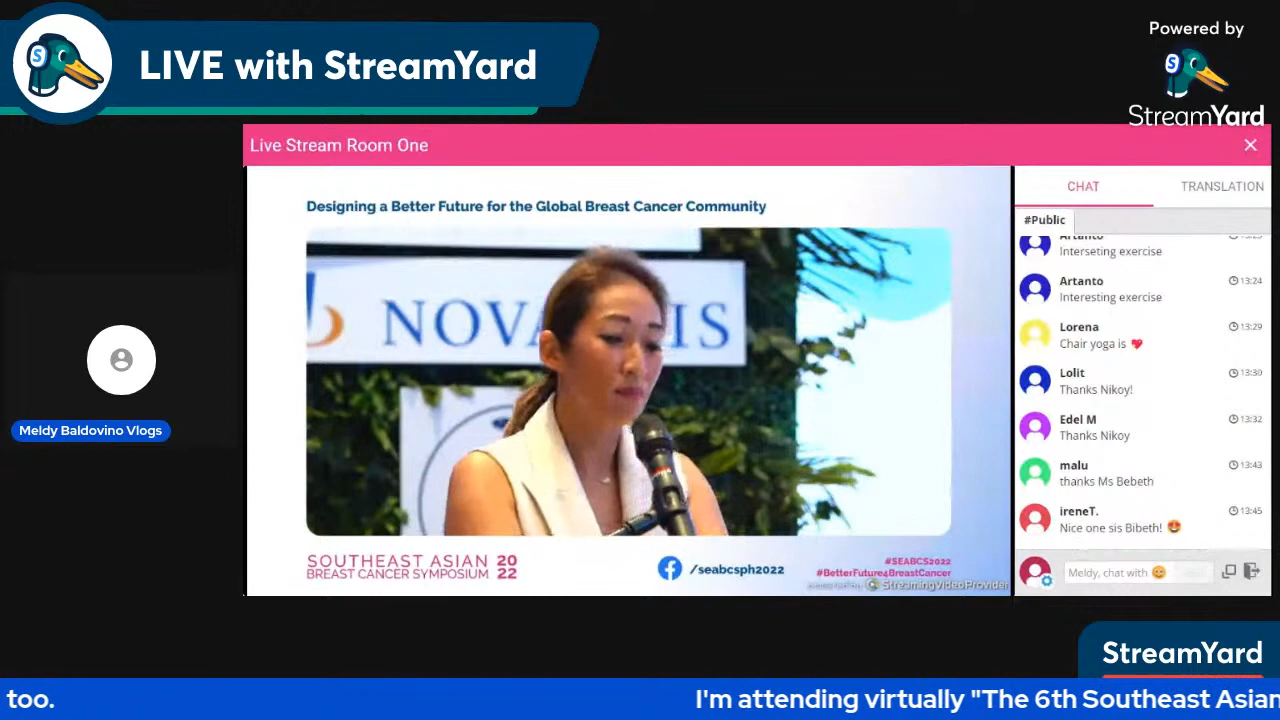 LIVE with StreamYard
Powered by
StreamYard
Live Stream Room One
Designing a Better Future for the Global Breast Cancer Community
CHAT
TRANSLATION
#Public
Artanto
Interseting exercise
Artanto
13:24
Interesting exercise
Lorena
13:29
Chair yoga is 💖
Lolit
13:30
Thanks Nikoy!
Edel M
13:32
Thanks Nikoy
malu
13:43
thanks Ms Bebeth
ireneT.
13:45
Nice one sis Bibeth! 😍
Meldy, chat with 😊
Meldy Baldovino Vlogs
SOUTHEAST ASIAN 20
BREAST CANCER SYMPOSIUM 22
/seabcsph2022
#SEABCS2022
#BetterFuture4BreastCancer
StreamingVideoProvider
StreamYard
too.
I'm attending virtually "The 6th Southeast Asian